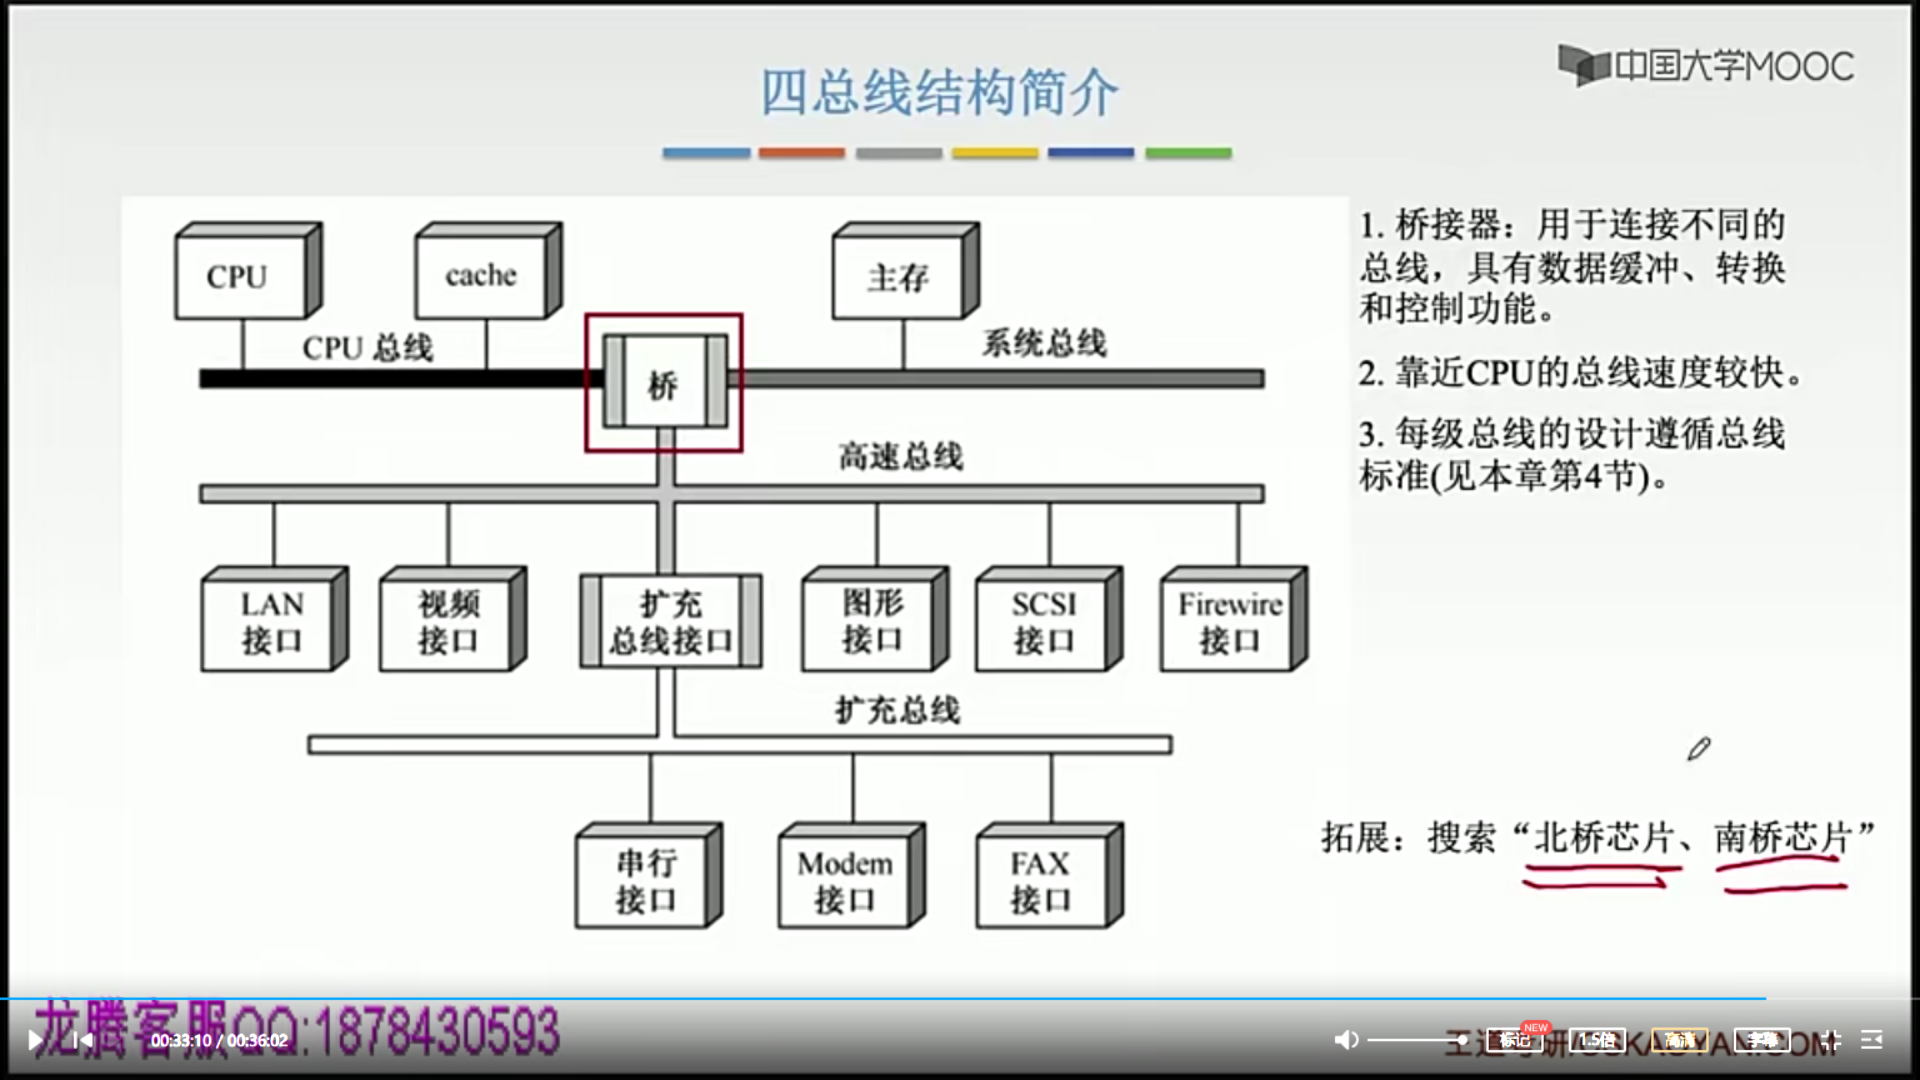 中国大学MOOC
四总线结构简介
CPU
cache
主存
CPU 总线
系统总线
桥
高速总线
LAN
接口
视频
接口
扩充
总线接口
图形
接口
SCSI
接口
Firewire
接口
扩充总线
串行
接口
Modem
接口
FAX
接口
1. 桥接器：用于连接不同的
总线，具有数据缓冲、转换
和控制功能。
2. 靠近CPU的总线速度较快。
3. 每级总线的设计遵循总线
标准(见本章第4节)。
拓展：搜索“北桥芯片、南桥芯片”
龙腾客服QQ:1878430593
00:33:10 / 00:36:02
王道考研/CSKAOYAN.COM
NEW
标记
1.5倍
高清
字幕